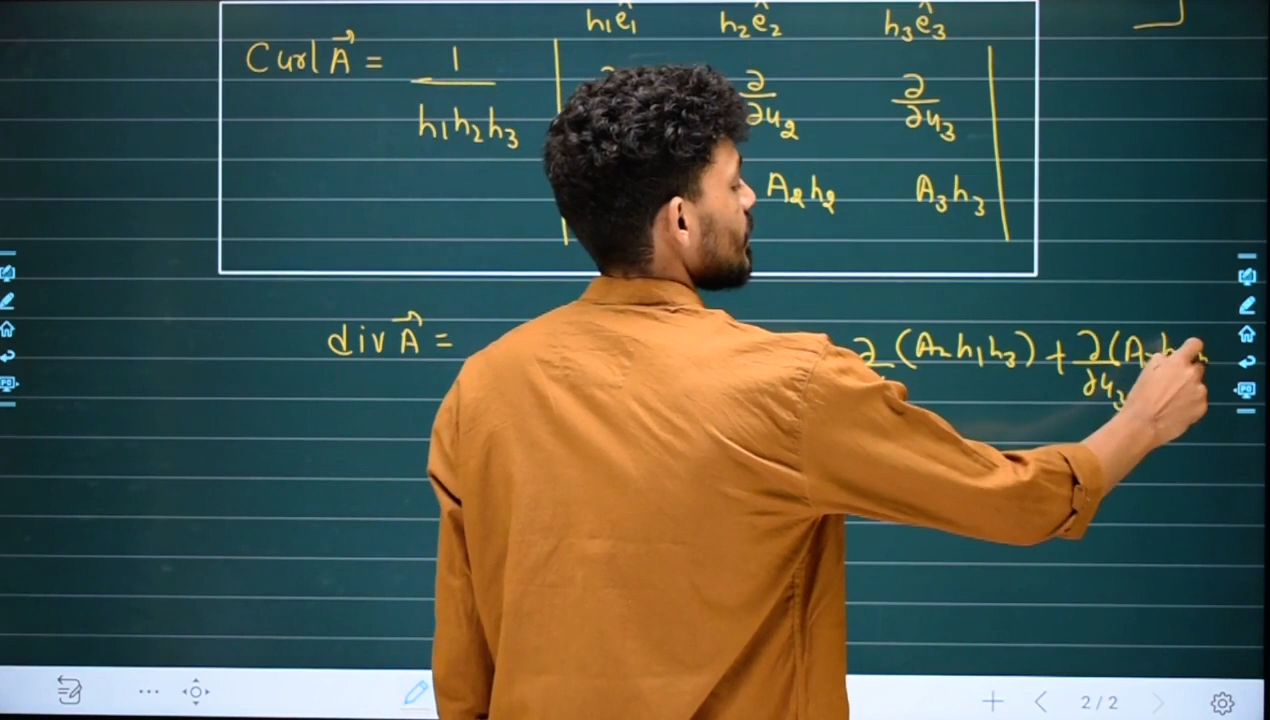 h₁ê₁ h₂ê₂ h₃ê₃
Curl A⃗ = 1/h₁h₂h₃ | ∂/∂u₂ ∂/∂u₃ |
A₂h₂ A₃h₃
div A⃗ = ∂ (A₂h₁h₃) + ∂/∂u₃ (A
2/2